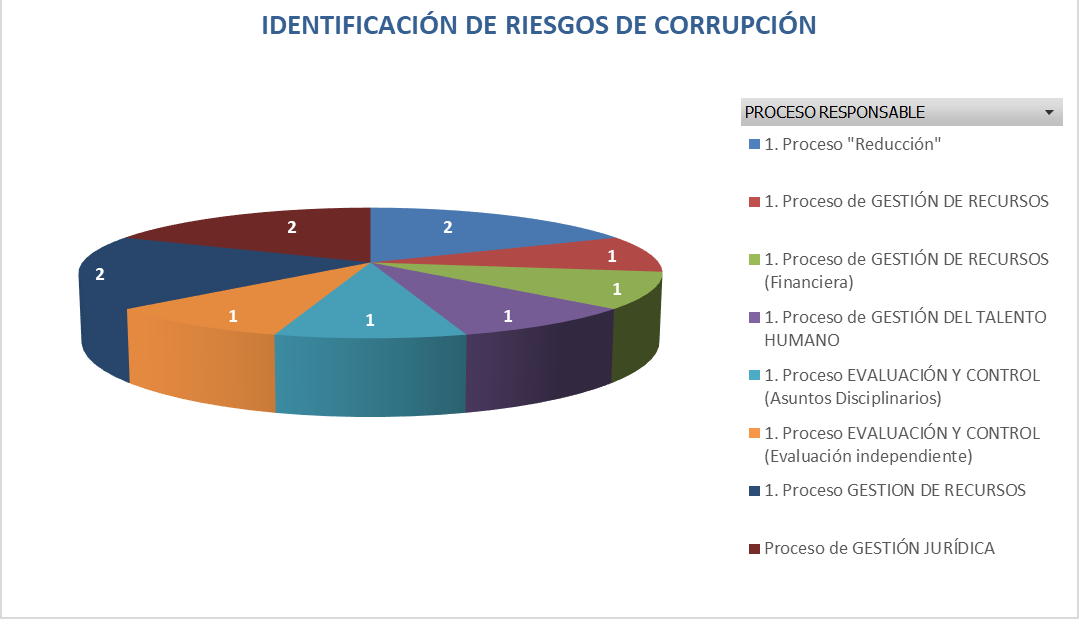 IDENTIFICACIÓN DE RIESGOS DE CORRUPCIÓN
PROCESO RESPONSABLE
1. Proceso "Reducción"
1. Proceso de GESTIÓN DE RECURSOS
1. Proceso de GESTIÓN DE RECURSOS
(Financiera)
1. Proceso de GESTIÓN DEL TALENTO
HUMANO
1. Proceso EVALUACIÓN Y CONTROL
(Asuntos Disciplinarios)
1. Proceso EVALUACIÓN Y CONTROL
(Evaluación independiente)
1. Proceso GESTION DE RECURSOS
Proceso de GESTIÓN JURÍDICA
2
2
1
2
1
1
1
1